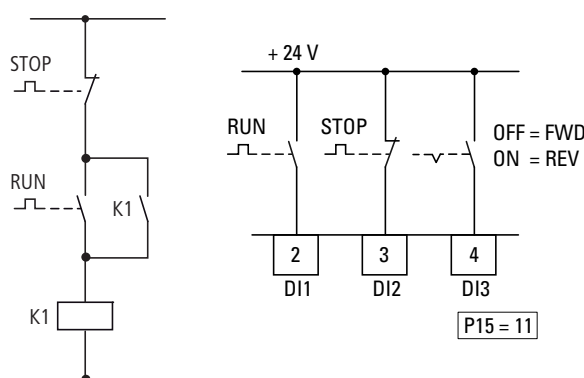 STOP
RUN
K1
K1
+ 24 V
RUN
STOP
OFF = FWD
ON = REV
2
3
4
DI1
DI2
DI3
P15 = 11